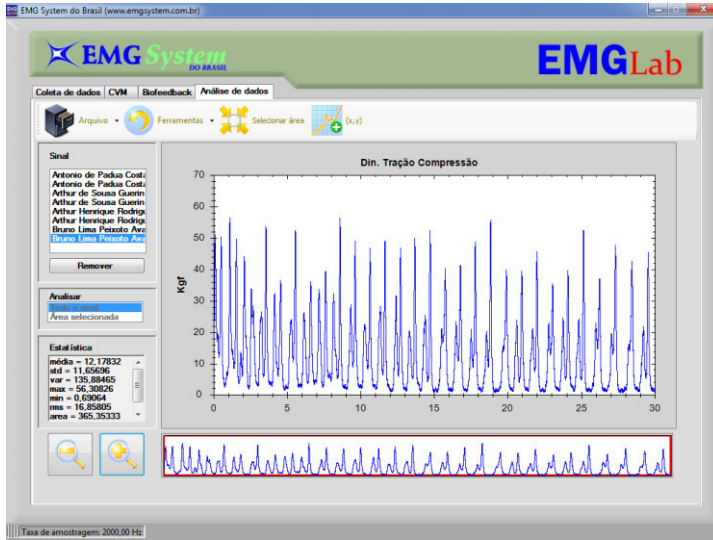 EMG System do Brasil (www.emgsystem.com.br)
EMG System
DO BRASIL
EMGLab
Coleta de dados CVM Biofeedback Análise de dados
Arquivo Ferramentas Selecionar área (x,y)
Sinal
Antonio de Padua Costa
Antonio de Padua Costa
Arthur de Sousa Guerin
Arthur de Sousa Guerin
Arthur Henrique Rodrigu
Arthur Henrique Rodrigu
Bruno Lima Peixoto Ava
Bruno Lima Peixoto Ava
Remover
Analisar
Todo o sinal
Área selecionada
Estatística
média = 12,17832
std = 11,65696
var = 135,88465
max = 56,30826
min = 0,69064
rms = 16,85805
area = 365,35333
Din. Tração Compressão
Kgf
70
60
50
40
30
20
10
0
0 5 10 15 20 25 30
Taxa de amostragem: 2000,00 Hz